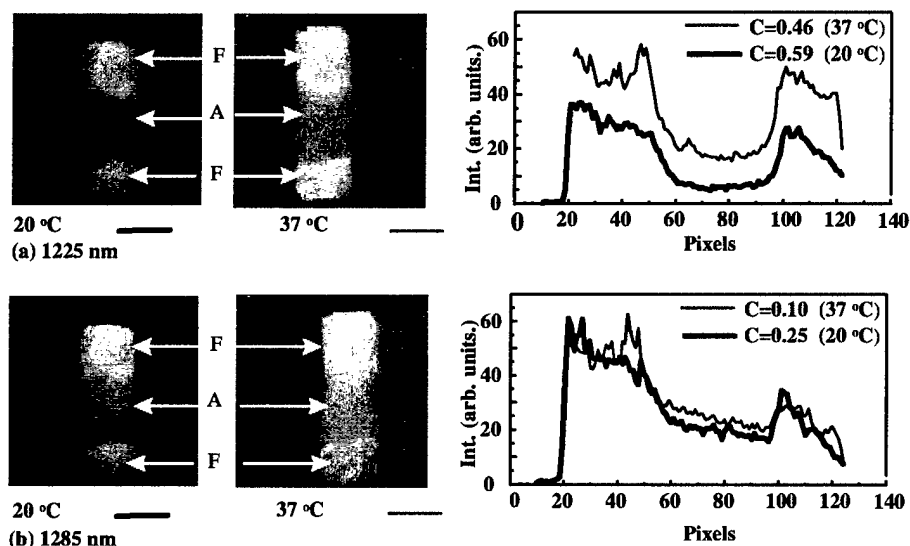 F
A
F
20 °C
37 °C
(a) 1225 nm
C=0.46 (37 °C)
C=0.59 (20 °C)
Int. (arb. units.)
60
40
20
0
0 20 40 60 80 100 120 140
Pixels
F
A
F
20 °C
37 °C
(b) 1285 nm
C=0.10 (37 °C)
C=0.25 (20 °C)
Int. (arb. units.)
60
40
20
0
0 20 40 60 80 100 120 140
Pixels